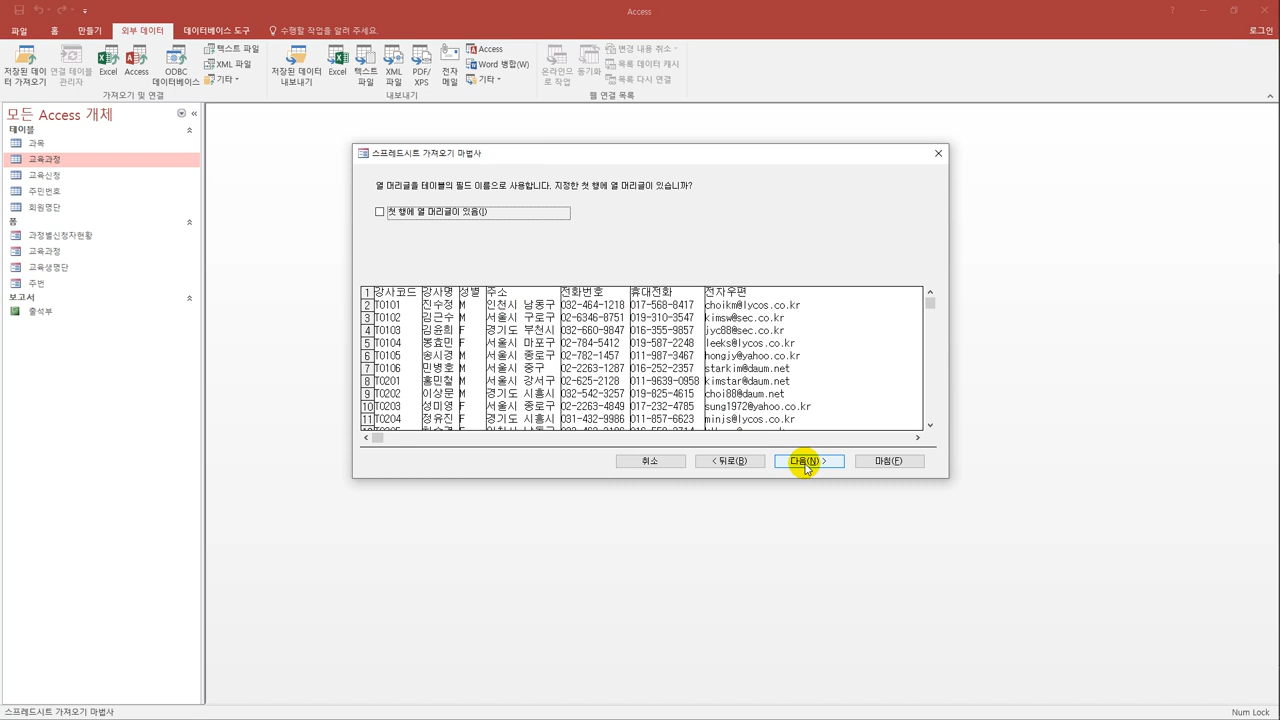 Access
파일 홈 만들기 외부 데이터 데이터베이스 도구 수행할 작업을 알려 주세요. 로그인
저장된 데이
터 가져오기
연결 테이블
관리자
Excel
Access
ODBC
데이터베이스
텍스트 파일
XML 파일
기타
가져오기 및 연결
저장된 데이터
내보내기
Excel
텍스트
파일
XML
파일
PDF/
XPS
전자
메일
Access
Word 병합(W)
기타
내보내기
온라인으
로 작업
동기화
변경 내용 취소
목록 데이터 캐시
목록 다시 연결
웹 연결 목록
모든 Access 개체
테이블
과목
교육과정
교육신청
주민번호
회원명단
폼
과정별신청자현황
교육과정
교육생명단
주번
보고서
출석부
스프레드시트 가져오기 마법사
열 머리글을 테이블의 필드 이름으로 사용합니다. 지정한 첫 행에 열 머리글이 있습니까?
첫 행에 열 머리글이 있음(I)
1 강사코드 강사명 성별 주소 전화번호 휴대전화 전자우편
2 T0101 진수정 M 인천시 남동구 032-464-1218 017-568-8417 choikm@lycos.co.kr
3 T0102 김근수 M 서울시 구로구 02-6346-8751 019-310-3547 kimsw@sec.co.kr
4 T0103 김윤희 F 경기도 부천시 032-660-9847 016-355-9857 jyc88@sec.co.kr
5 T0104 봉효민 F 서울시 마포구 02-784-5412 019-587-2248 leeks@lycos.co.kr
6 T0105 송시경 M 서울시 종로구 02-782-1457 011-987-3467 hongjy@yahoo.co.kr
7 T0106 민병호 M 서울시 중구 02-2263-1287 016-252-2357 starkim@daum.net
8 T0201 홍민철 M 서울시 강서구 02-625-2128 011-9639-0958 kimstar@daum.net
9 T0202 이상문 M 경기도 시흥시 032-542-3257 019-825-4615 choi88@daum.net
10 T0203 성미영 F 서울시 종로구 02-2263-4849 017-232-4785 sung1972@yahoo.co.kr
11 T0204 정유진 F 경기도 시흥시 031-432-9986 011-857-6623 minjs@lycos.co.kr
취소 < 뒤로(B) 다음(N) > 마침(F)
스프레드시트 가져오기 마법사 Num Lock